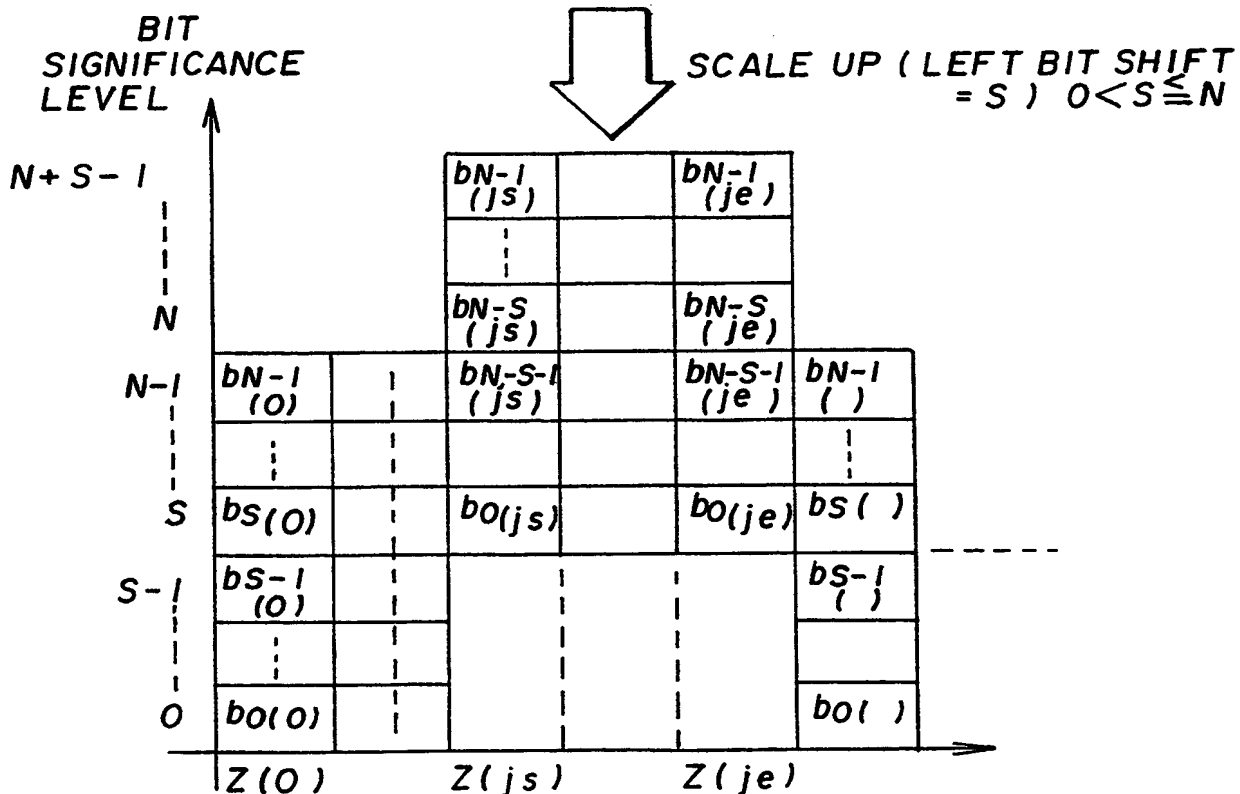 BIT
SIGNIFICANCE
LEVEL
SCALE UP ( LEFT BIT SHIFT
= S ) 0 < S ≦ N
N+S-1
bN-1
(js)
bN-1
(je)
N
bN-S
(js)
bN-S
(je)
N-1
bN-1
(0)
bN-S-1
(js)
bN-S-1
(je)
bN-1
( )
S
bS(0)
b0(js)
b0(je)
bS( )
S-1
bS-1
(0)
bS-1
( )
0
b0(0)
b0( )
Z(0)
Z(js)
Z(je)